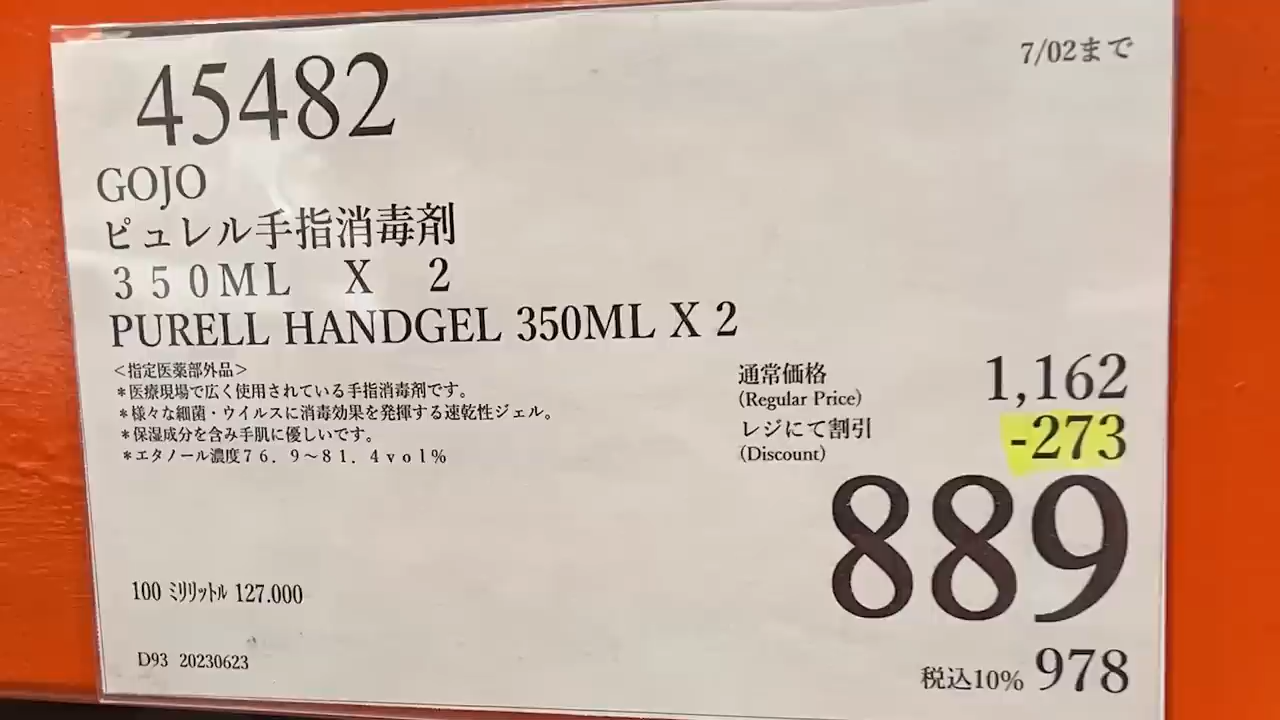 7/02まで
45482
GOJO
ピュレル手指消毒剤
350ML X 2
PURELL HANDGEL 350ML X 2
<指定医薬部外品>
*医療現場で広く使用されている手指消毒剤です。
*様々な細菌・ウイルスに消毒効果を発揮する速乾性ジェル。
*保湿成分を含み手肌に優しいです。
*エタノール濃度76.9~81.4vol%
通常価格 1,162
(Regular Price)
レジにて割引 -273
(Discount)
889
100 ミリリットル 127.000
D93 20230623
税込10% 978